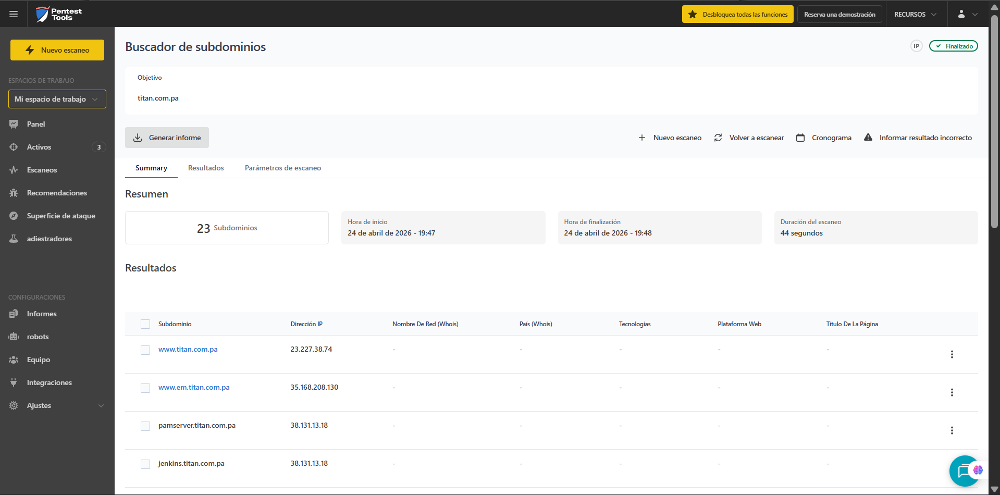 Pentest
Tools
Desbloquea todas las funciones
Reserva una demostración
RECURSOS
Nuevo escaneo
ESPACIOS DE TRABAJO
Mi espacio de trabajo
Panel
Activos 3
Escaneos
Recomendaciones
Superficie de ataque
adiestradores
CONFIGURACIONES
Informes
robots
Equipo
Integraciones
Ajustes
Buscador de subdominios
IP
Finalizado
Objetivo
titan.com.pa
Generar informe
Nuevo escaneo
Volver a escanear
Cronograma
Informar resultado incorrecto
Summary Resultados Parámetros de escaneo
Resumen
23 Subdominios
Hora de inicio
24 de abril de 2026 - 19:47
Hora de finalización
24 de abril de 2026 - 19:48
Duración del escaneo
44 segundos
Resultados
Subdominio Dirección IP Nombre De Red (Whois) País (Whois) Tecnologías Plataforma Web Título De La Página
www.titan.com.pa 23.227.38.74 - - - - -
www.em.titan.com.pa 35.168.208.130 - - - - -
pamserver.titan.com.pa 38.131.13.18 - - - - -
jenkins.titan.com.pa 38.131.13.18 - - - - -